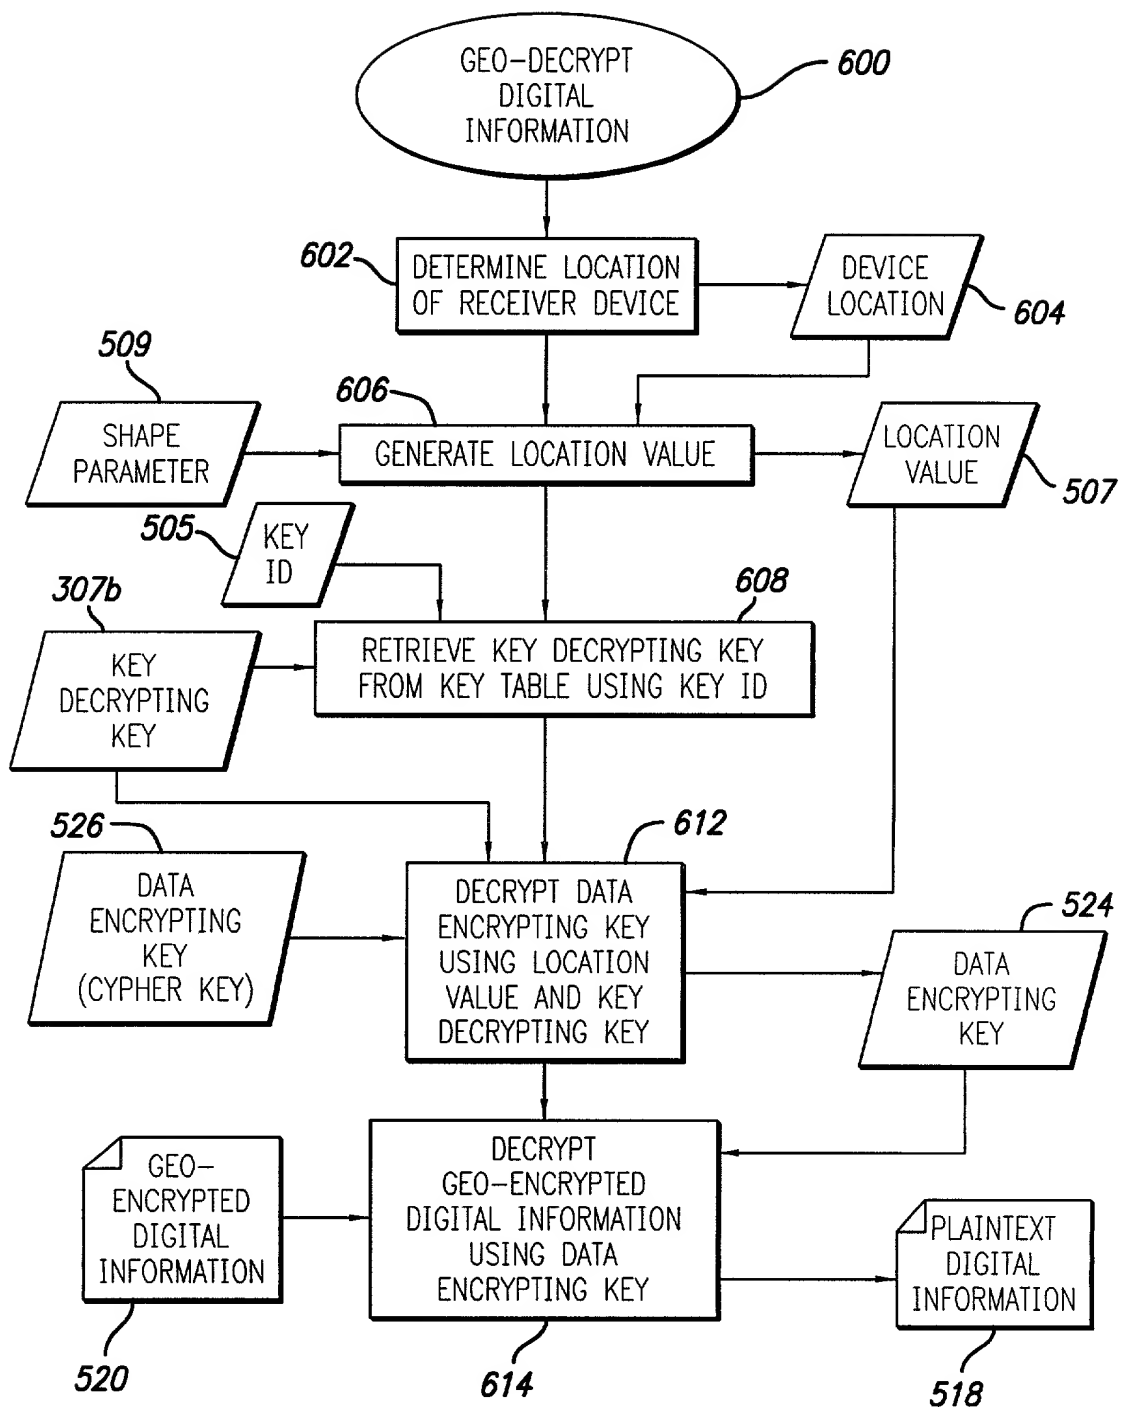 GEO-DECRYPT
DIGITAL
INFORMATION
600
602
DETERMINE LOCATION
OF RECEIVER DEVICE
DEVICE
LOCATION
604
509
SHAPE
PARAMETER
606
GENERATE LOCATION VALUE
LOCATION
VALUE
507
505
KEY
ID
307b
KEY
DECRYPTING
KEY
608
RETRIEVE KEY DECRYPTING KEY
FROM KEY TABLE USING KEY ID
526
DATA
ENCRYPTING
KEY
(CYPHER KEY)
612
DECRYPT DATA
ENCRYPTING KEY
USING LOCATION
VALUE AND KEY
DECRYPTING KEY
524
DATA
ENCRYPTING
KEY
GEO-
ENCRYPTED
DIGITAL
INFORMATION
520
DECRYPT
GEO-ENCRYPTED
DIGITAL INFORMATION
USING DATA
ENCRYPTING KEY
614
PLAINTEXT
DIGITAL
INFORMATION
518